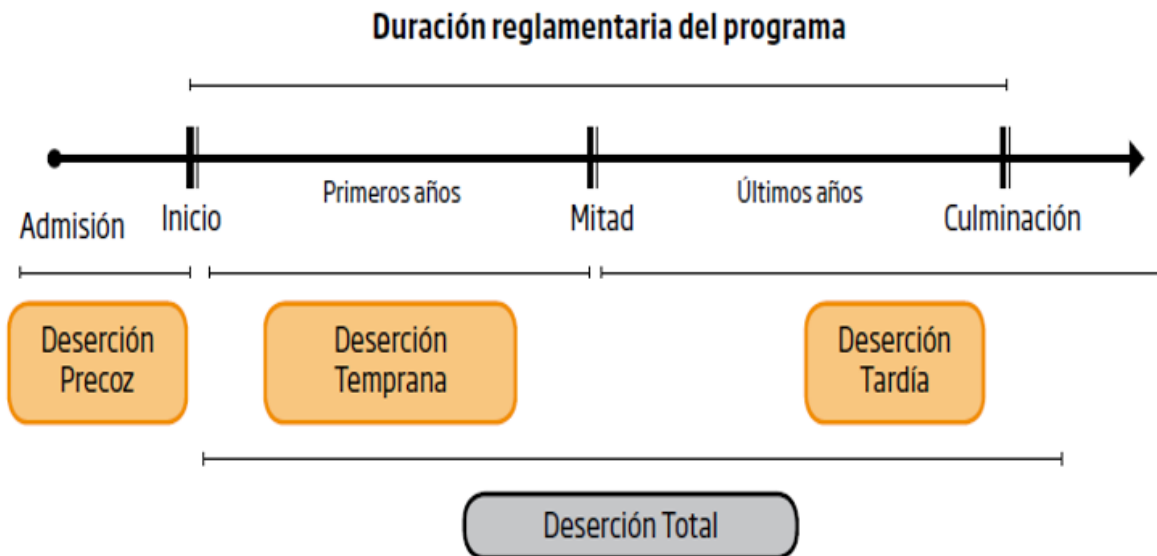 Duración reglamentaria del programa
Primeros años
Últimos años
Admisión
Inicio
Mitad
Culminación
Deserción
Precoz
Deserción
Temprana
Deserción
Tardía
Deserción Total